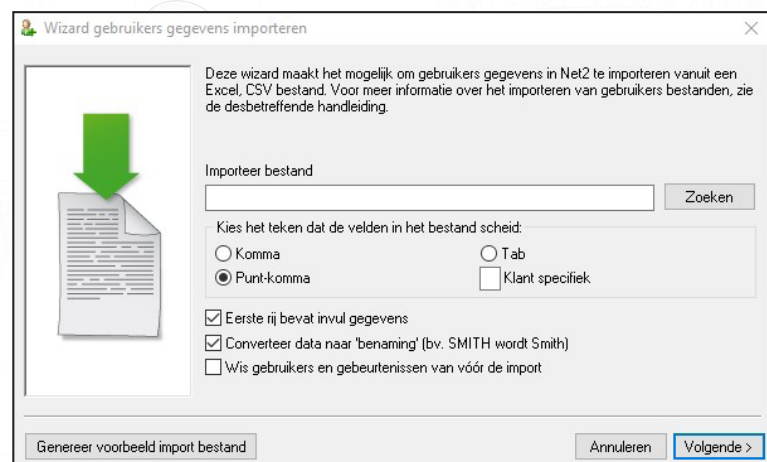 Wizard gebruikers gegevens importeren
Deze wizard maakt het mogelijk om gebruikers gegevens in Net2 te importeren vanuit een
Excel, CSV bestand. Voor meer informatie over het importeren van gebruikers bestanden, zie
de desbetreffende handleiding.
Importeer bestand
Zoeken
Kies het teken dat de velden in het bestand scheid:
Komma
Tab
Punt-komma
Klant specifiek
Eerste rij bevat invul gegevens
Converteer data naar 'benaming' (bv. SMITH wordt Smith)
Wis gebruikers en gebeurtenissen van vóór de import
Genereer voorbeeld import bestand
Annuleren
Volgende >